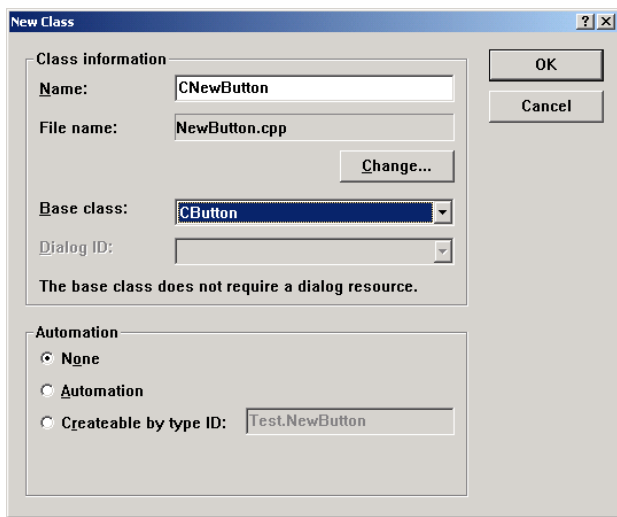 New Class
Class information
Name: CNewButton
File name: NewButton.cpp
Change...
Base class: CButton
Dialog ID:
The base class does not require a dialog resource.
Automation
None
Automation
Createable by type ID: Test.NewButton
OK
Cancel